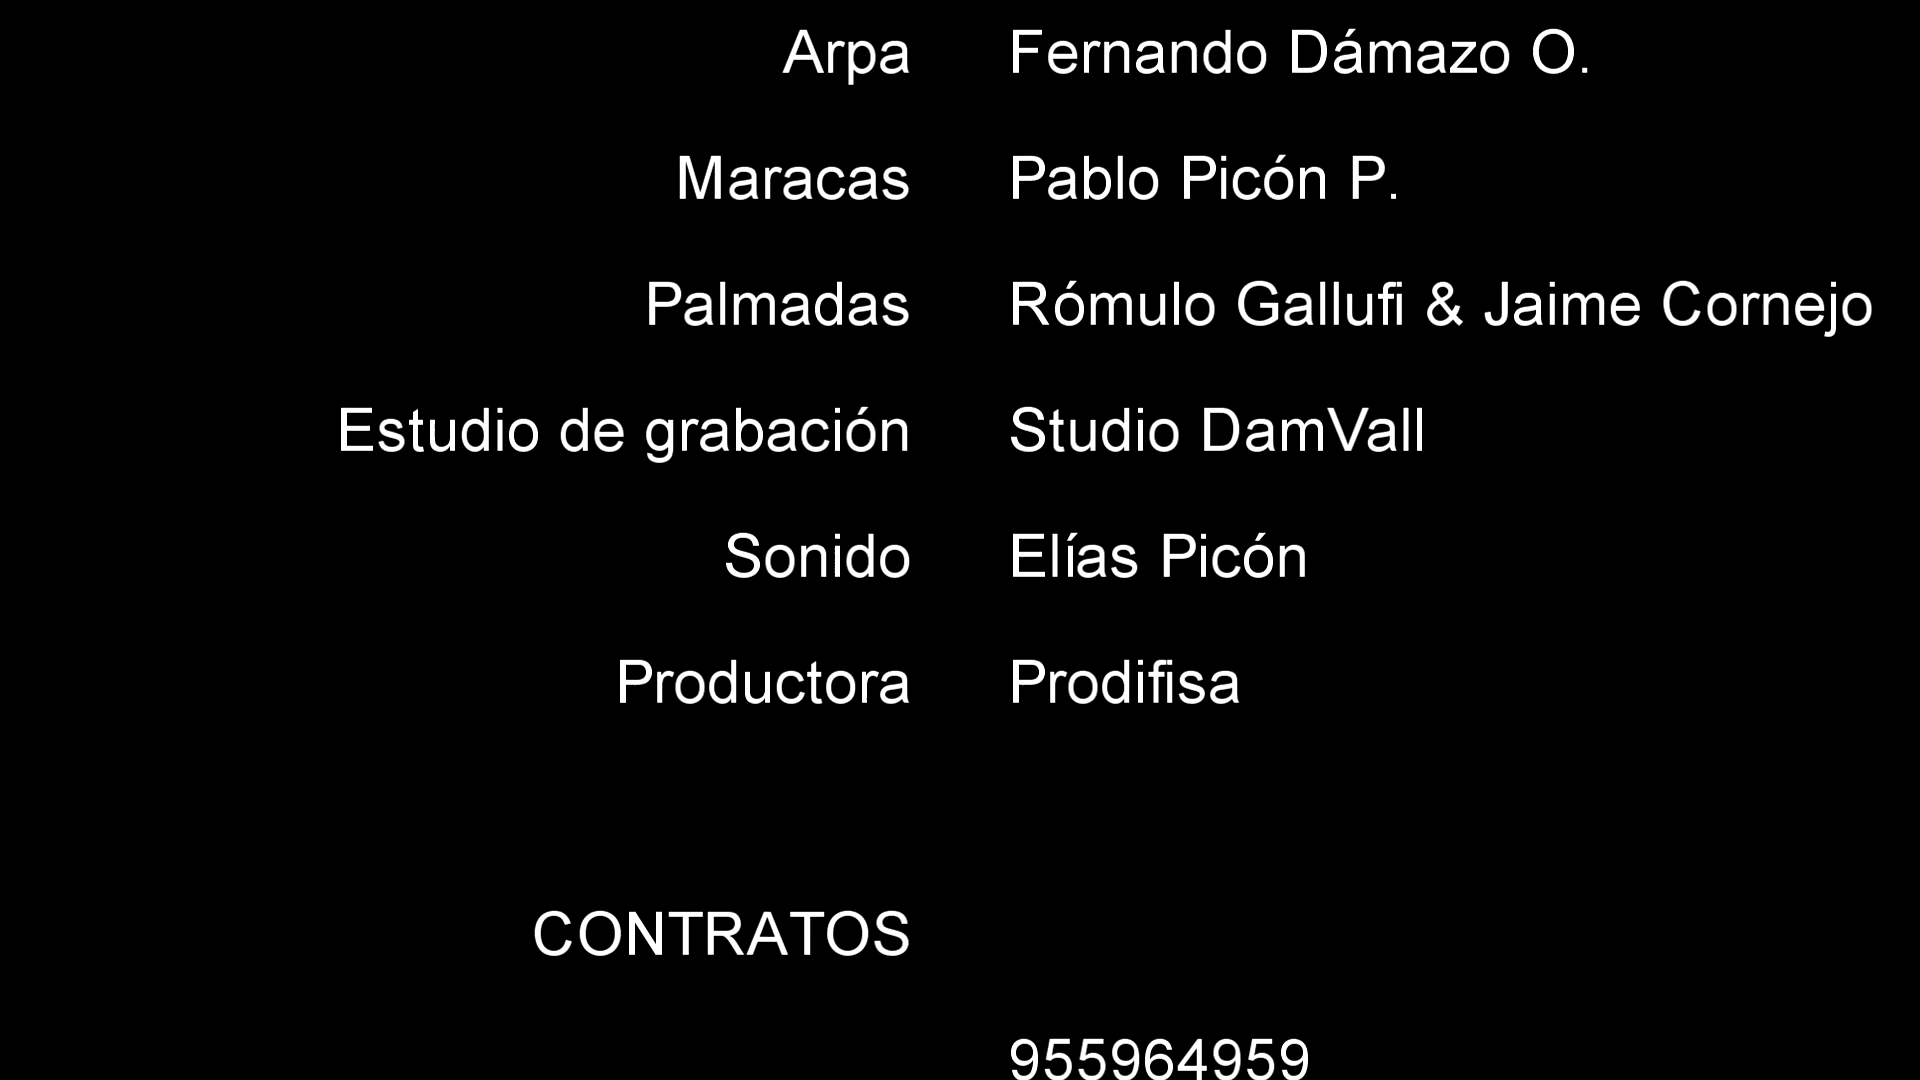 Arpa Fernando Dámazo O.
Maracas Pablo Picón P.
Palmadas Rómulo Gallufi & Jaime Cornejo
Estudio de grabación Studio DamVall
Sonido Elías Picón
Productora Prodifisa
CONTRATOS
955964959